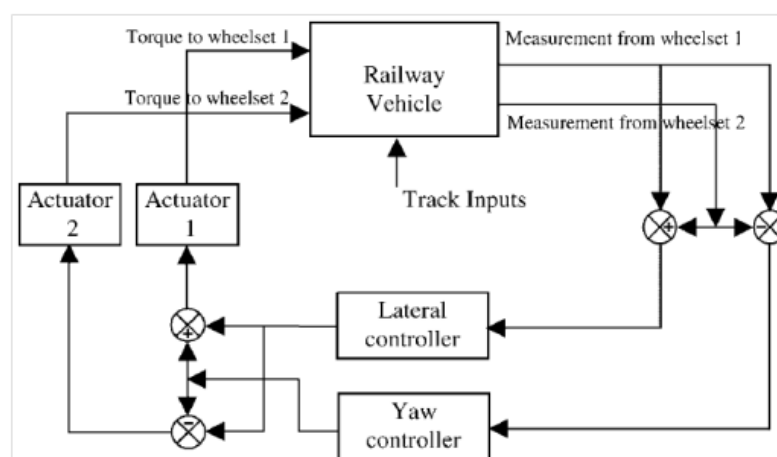 Torque to wheelset 1
Measurement from wheelset 1
Railway
Vehicle
Torque to wheelset 2
Measurement from wheelset 2
Actuator
2
Actuator
1
Track Inputs
+
-
Lateral
controller
+
-
Yaw
controller